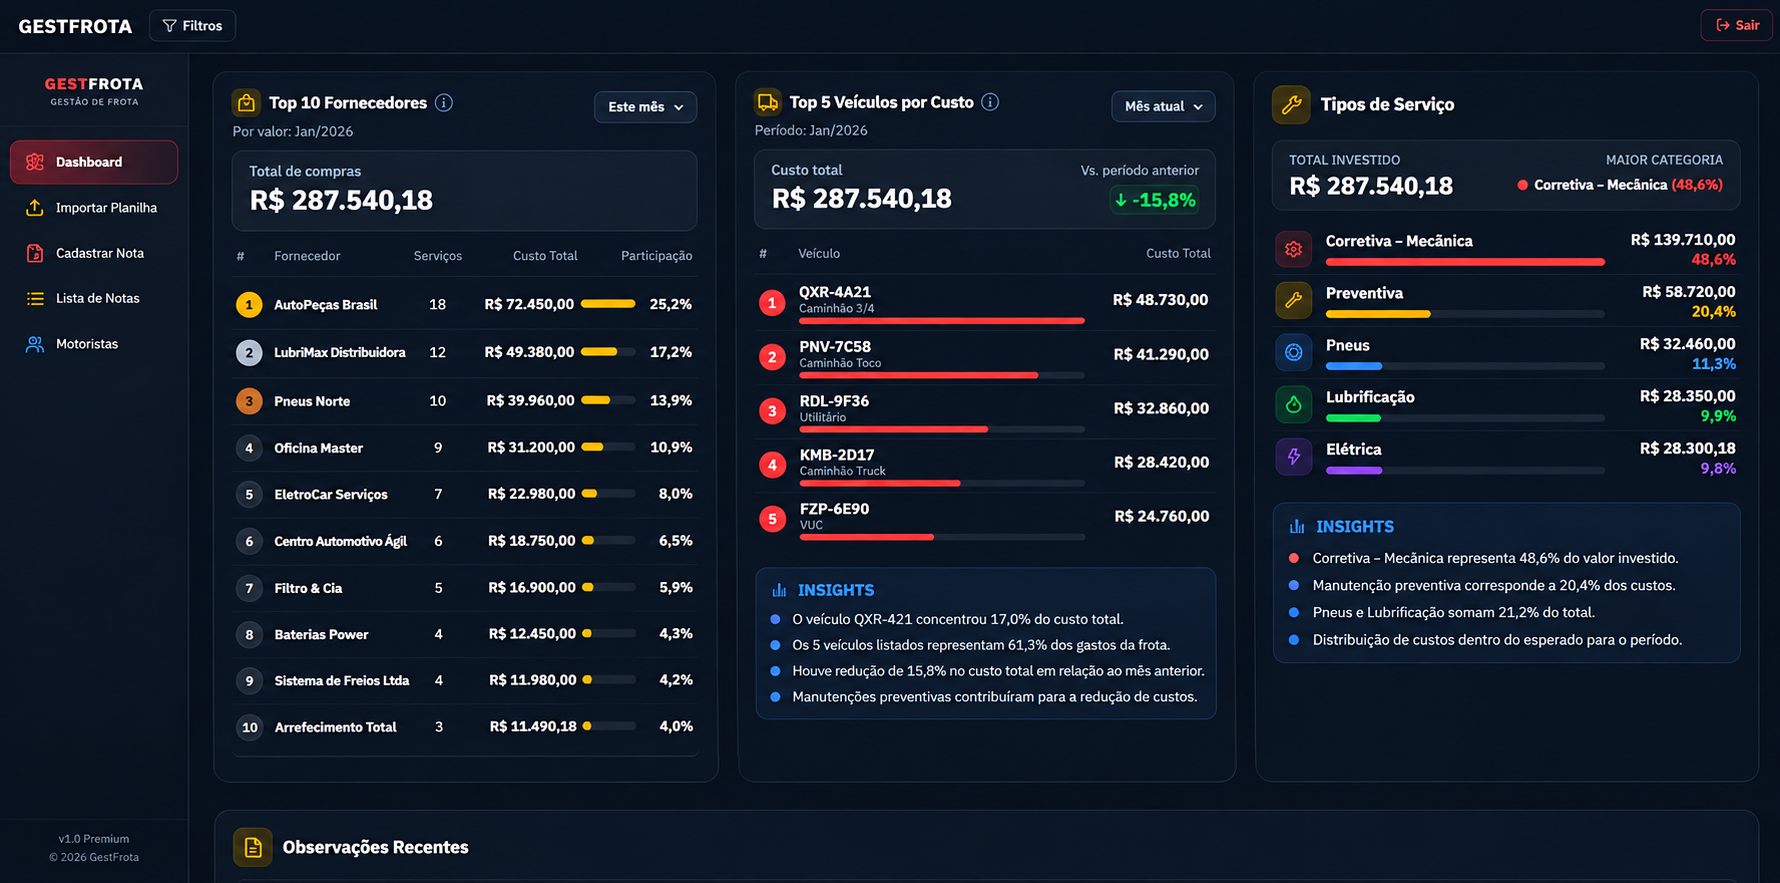 GESTFROTA
Filtros
Sair
GESTFROTA
GESTÃO DE FROTA
Dashboard
Importar Planilha
Cadastrar Nota
Lista de Notas
Motoristas
v1.0 Premium
© 2026 GestFrota
Top 10 Fornecedores
Este mês
Por valor: Jan/2026
Total de compras
R$ 287.540,18
# Fornecedor Serviços Custo Total Participação
1 AutoPeças Brasil 18 R$ 72.450,00 25,2%
2 LubriMax Distribuidora 12 R$ 49.380,00 17,2%
3 Pneus Norte 10 R$ 39.960,00 13,9%
4 Oficina Master 9 R$ 31.200,00 10,9%
5 EletroCar Serviços 7 R$ 22.980,00 8,0%
6 Centro Automotivo Ágil 6 R$ 18.750,00 6,5%
7 Filtro & Cia 5 R$ 16.900,00 5,9%
8 Baterias Power 4 R$ 12.450,00 4,3%
9 Sistema de Freios Ltda 4 R$ 11.980,00 4,2%
10 Arrefecimento Total 3 R$ 11.490,18 4,0%
Top 5 Veículos por Custo
Mês atual
Período: Jan/2026
Custo total Vs. período anterior
R$ 287.540,18 ↓ -15,8%
# Veículo Custo Total
1 QXR-4A21 R$ 48.730,00
Caminhão 3/4
2 PNV-7C58 R$ 41.290,00
Caminhão Toco
3 RDL-9F36 R$ 32.860,00
Utilitário
4 KMB-2D17 R$ 28.420,00
Caminhão Truck
5 FZP-6E90 R$ 24.760,00
VUC
INSIGHTS
O veículo QXR-421 concentrou 17,0% do custo total.
Os 5 veículos listados representam 61,3% dos gastos da frota.
Houve redução de 15,8% no custo total em relação ao mês anterior.
Manutenções preventivas contribuíram para a redução de custos.
Tipos de Serviço
TOTAL INVESTIDO MAIOR CATEGORIA
R$ 287.540,18 Corretiva – Mecânica (48,6%)
Corretiva – Mecânica R$ 139.710,00
48,6%
Preventiva R$ 58.720,00
20,4%
Pneus R$ 32.460,00
11,3%
Lubrificação R$ 28.350,00
9,9%
Elétrica R$ 28.300,18
9,8%
INSIGHTS
Corretiva – Mecânica representa 48,6% do valor investido.
Manutenção preventiva corresponde a 20,4% dos custos.
Pneus e Lubrificação somam 21,2% do total.
Distribuição de custos dentro do esperado para o período.
Observações Recentes